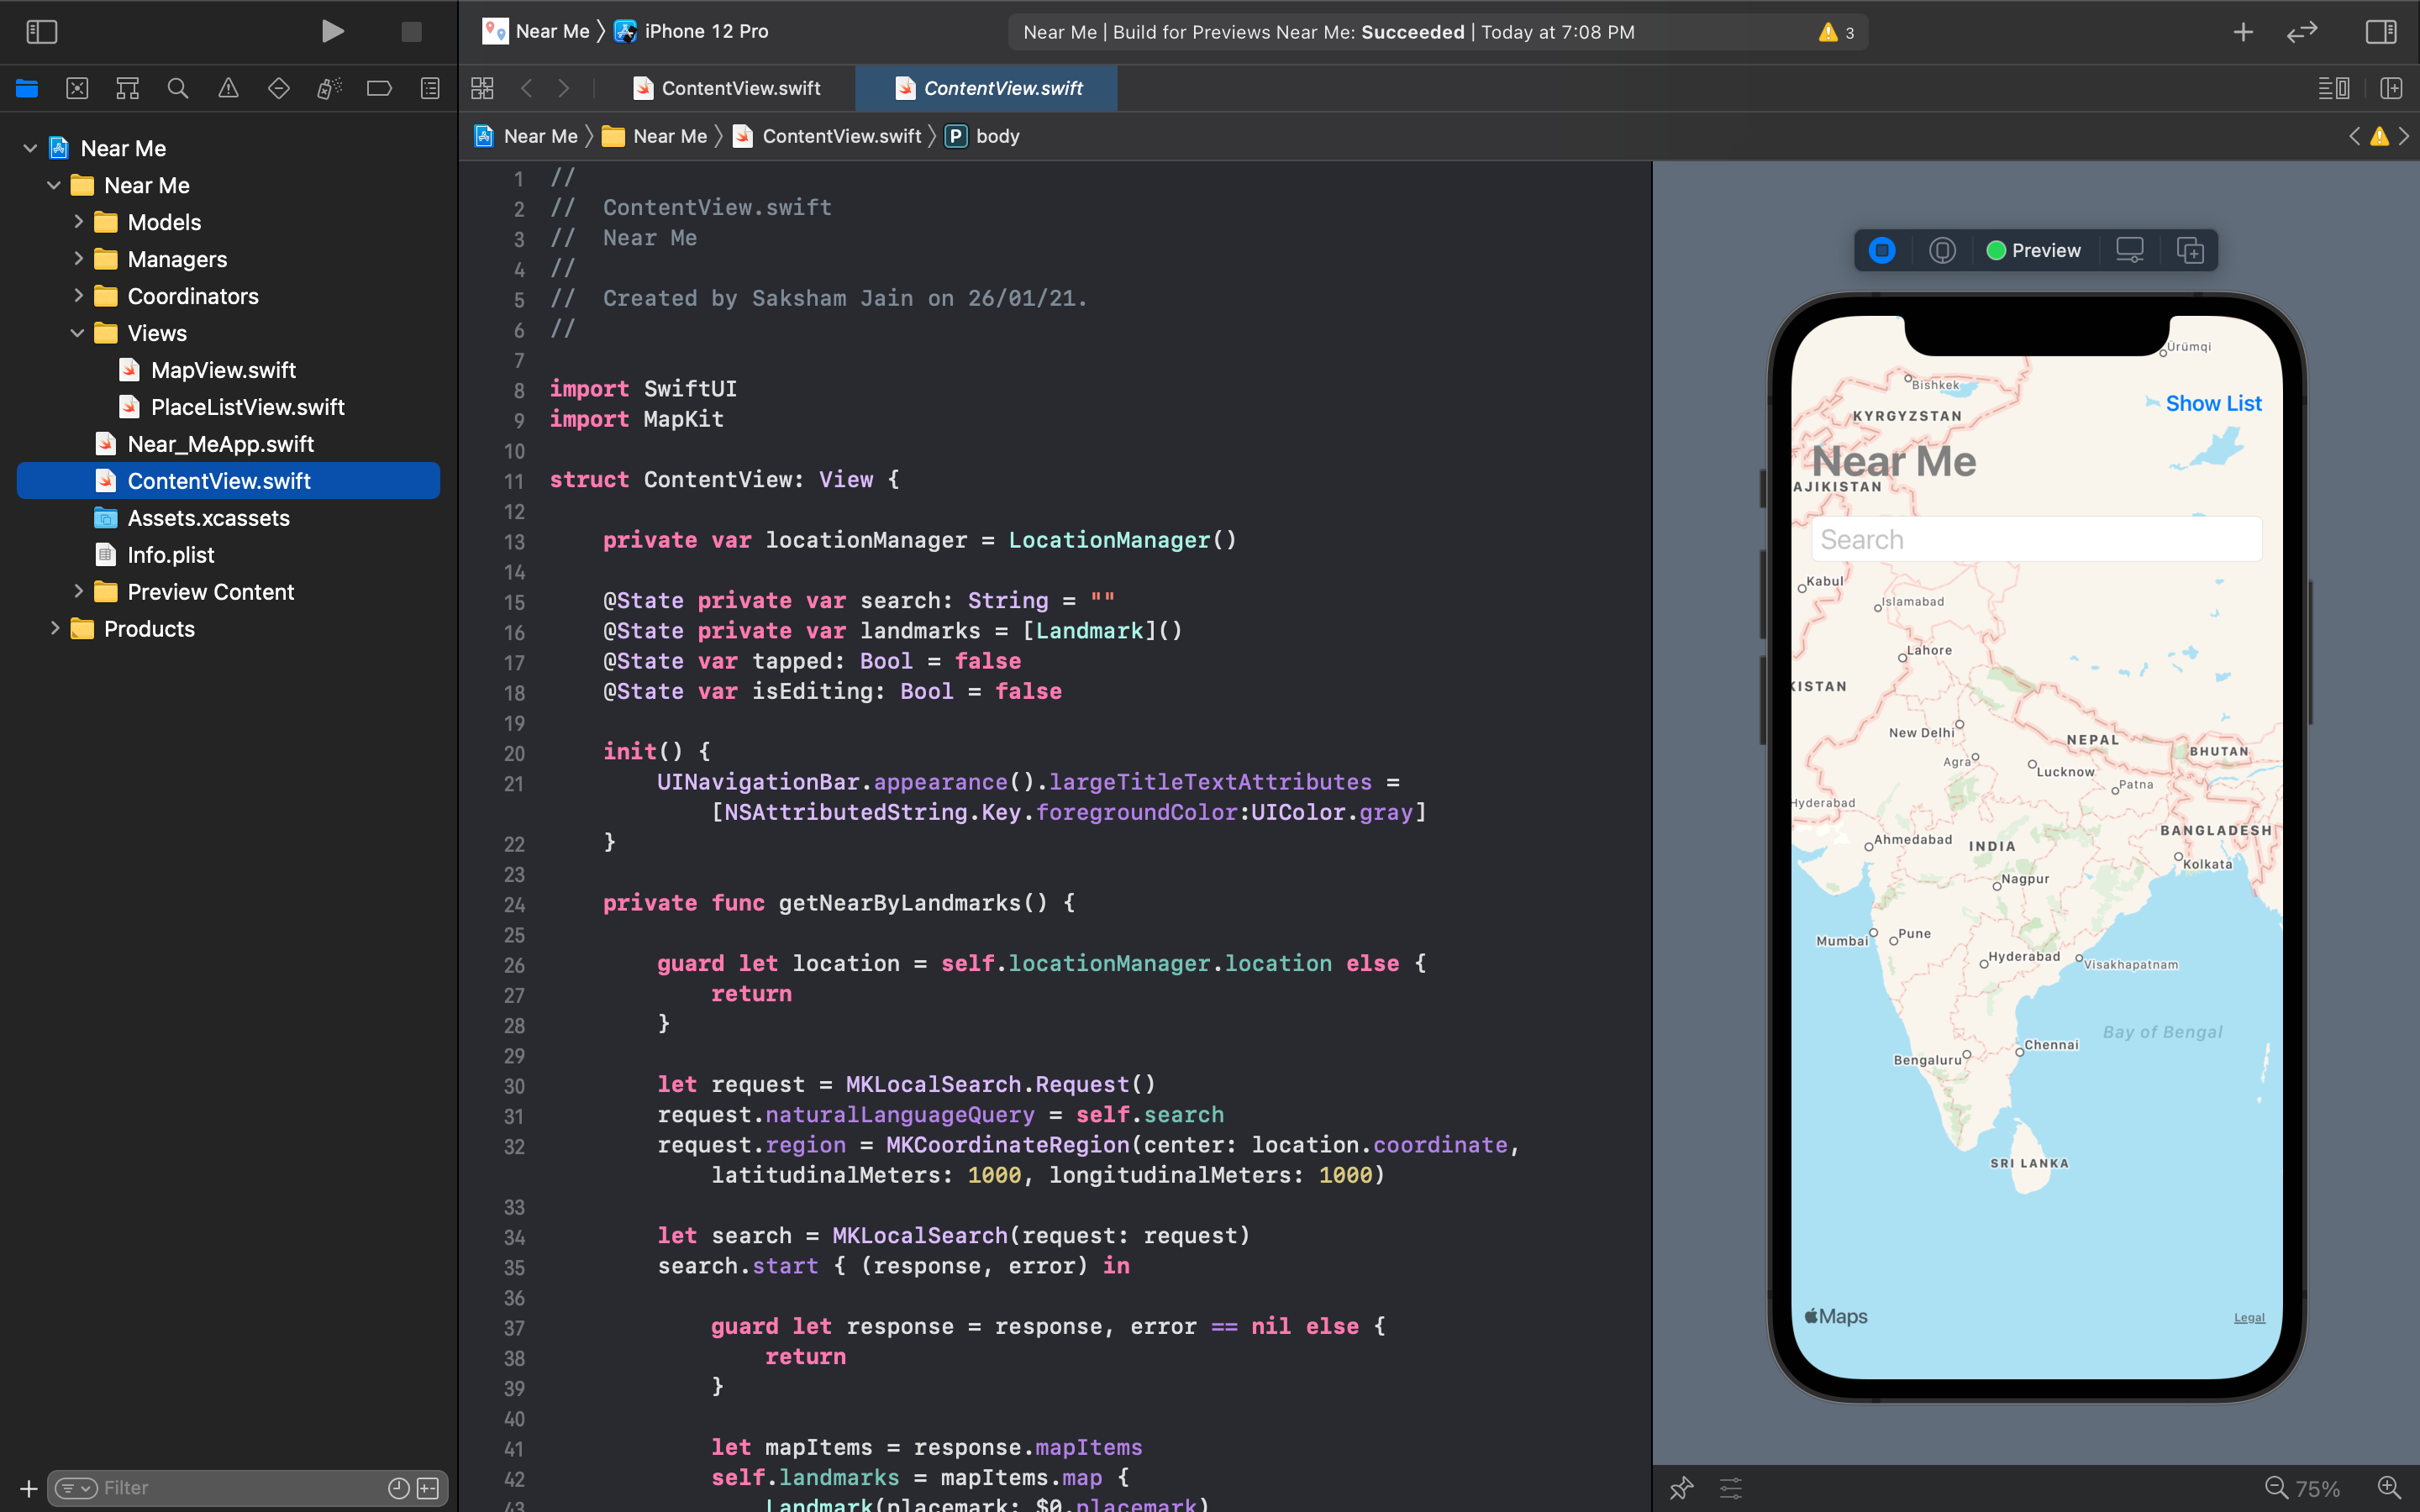 Near Me 〉 iPhone 12 Pro
Near Me | Build for Previews Near Me: Succeeded | Today at 7:08 PM
3
ContentView.swift
ContentView.swift
Near Me 〉 Near Me 〉 ContentView.swift 〉 P body
Near Me
Near Me
Models
Managers
Coordinators
Views
MapView.swift
PlaceListView.swift
Near_MeApp.swift
ContentView.swift
Assets.xcassets
Info.plist
Preview Content
Products
Filter
1 //
2 //  ContentView.swift
3 //  Near Me
4 //
5 //  Created by Saksham Jain on 26/01/21.
6 //
7
8 import SwiftUI
9 import MapKit
10
11 struct ContentView: View {
12
13     private var locationManager = LocationManager()
14
15     @State private var search: String = ""
16     @State private var landmarks = [Landmark]()
17     @State var tapped: Bool = false
18     @State var isEditing: Bool = false
19
20     init() {
21         UINavigationBar.appearance().largeTitleTextAttributes =
            [NSAttributedString.Key.foregroundColor:UIColor.gray]
22     }
23
24     private func getNearByLandmarks() {
25
26         guard let location = self.locationManager.location else {
27             return
28         }
29
30         let request = MKLocalSearch.Request()
31         request.naturalLanguageQuery = self.search
32         request.region = MKCoordinateRegion(center: location.coordinate,
            latitudinalMeters: 1000, longitudinalMeters: 1000)
33
34         let search = MKLocalSearch(request: request)
35         search.start { (response, error) in
36
37             guard let response = response, error == nil else {
38                 return
39             }
40
41             let mapItems = response.mapItems
42             self.landmarks = mapItems.map {
43                 Landmark(placemark: $0.placemark)
Preview
Ürümqi
Bishkek
Show List
KYRGYZSTAN
Near Me
AJIKISTAN
Search
Kabul
Islamabad
Lahore
KISTAN
New Delhi
NEPAL
BHUTAN
Agra
Lucknow
Patna
Hyderabad
BANGLADESH
Ahmedabad
INDIA
Kolkata
Nagpur
Mumbai
Pune
Hyderabad
Visakhapatnam
Bay of Bengal
Chennai
Bengaluru
SRI LANKA
Maps
Legal
75%